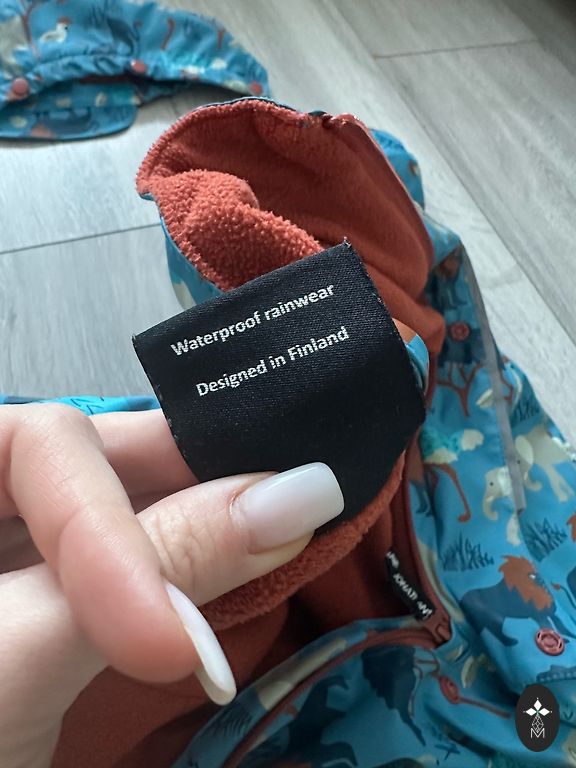 Waterproof rainwear
Designed in Finland